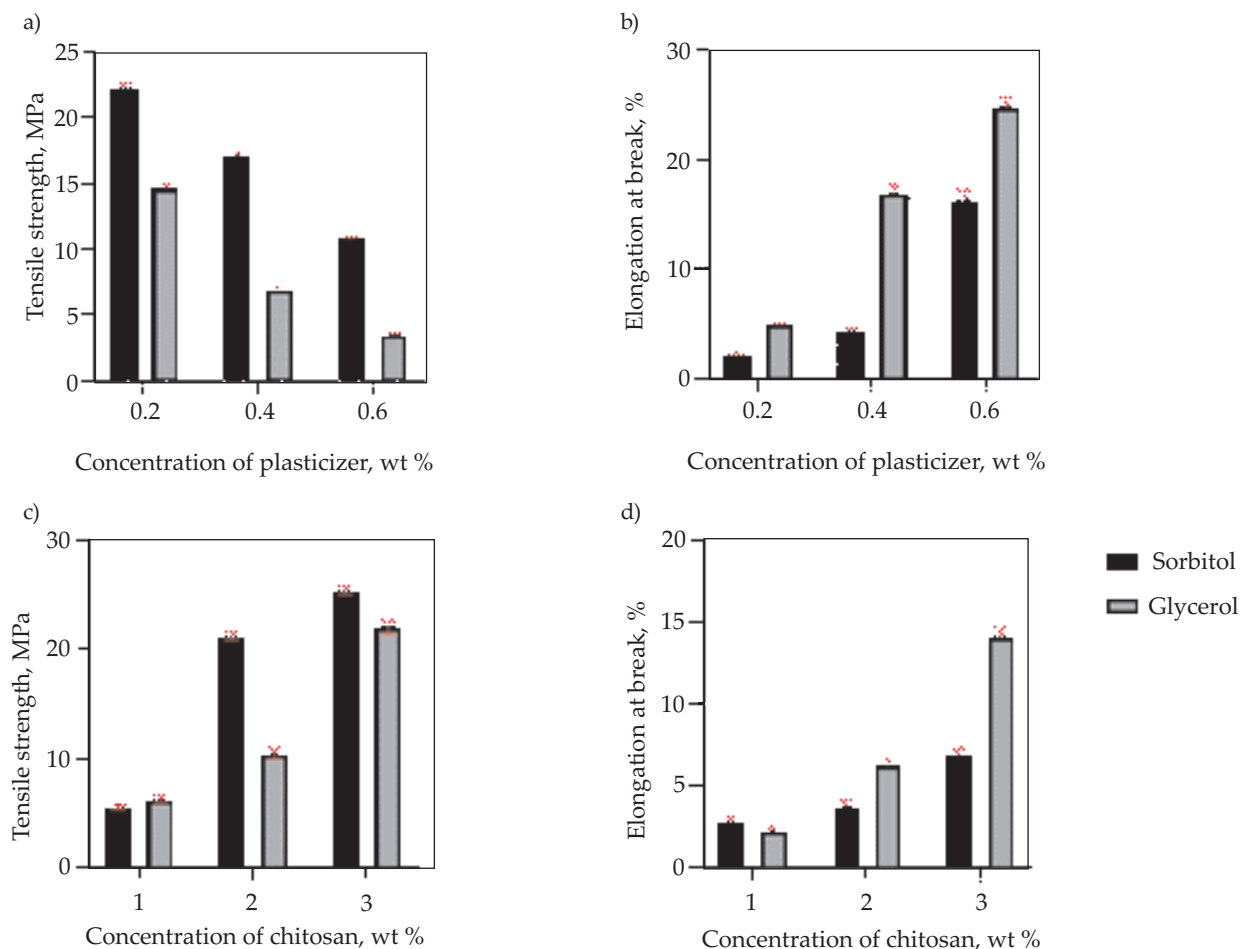 a)
25
20
15
10
5
0
Tensile strength, MPa
0.2
0.4
0.6
Concentration of plasticizer, wt %
b)
30
20
10
0
Elongation at break, %
0.2
0.4
0.6
Concentration of plasticizer, wt %
c)
30
20
10
0
Tensile strength, MPa
1
2
3
Concentration of chitosan, wt %
d)
20
15
10
5
0
Elongation at break, %
1
2
3
Concentration of chitosan, wt %
Sorbitol
Glycerol